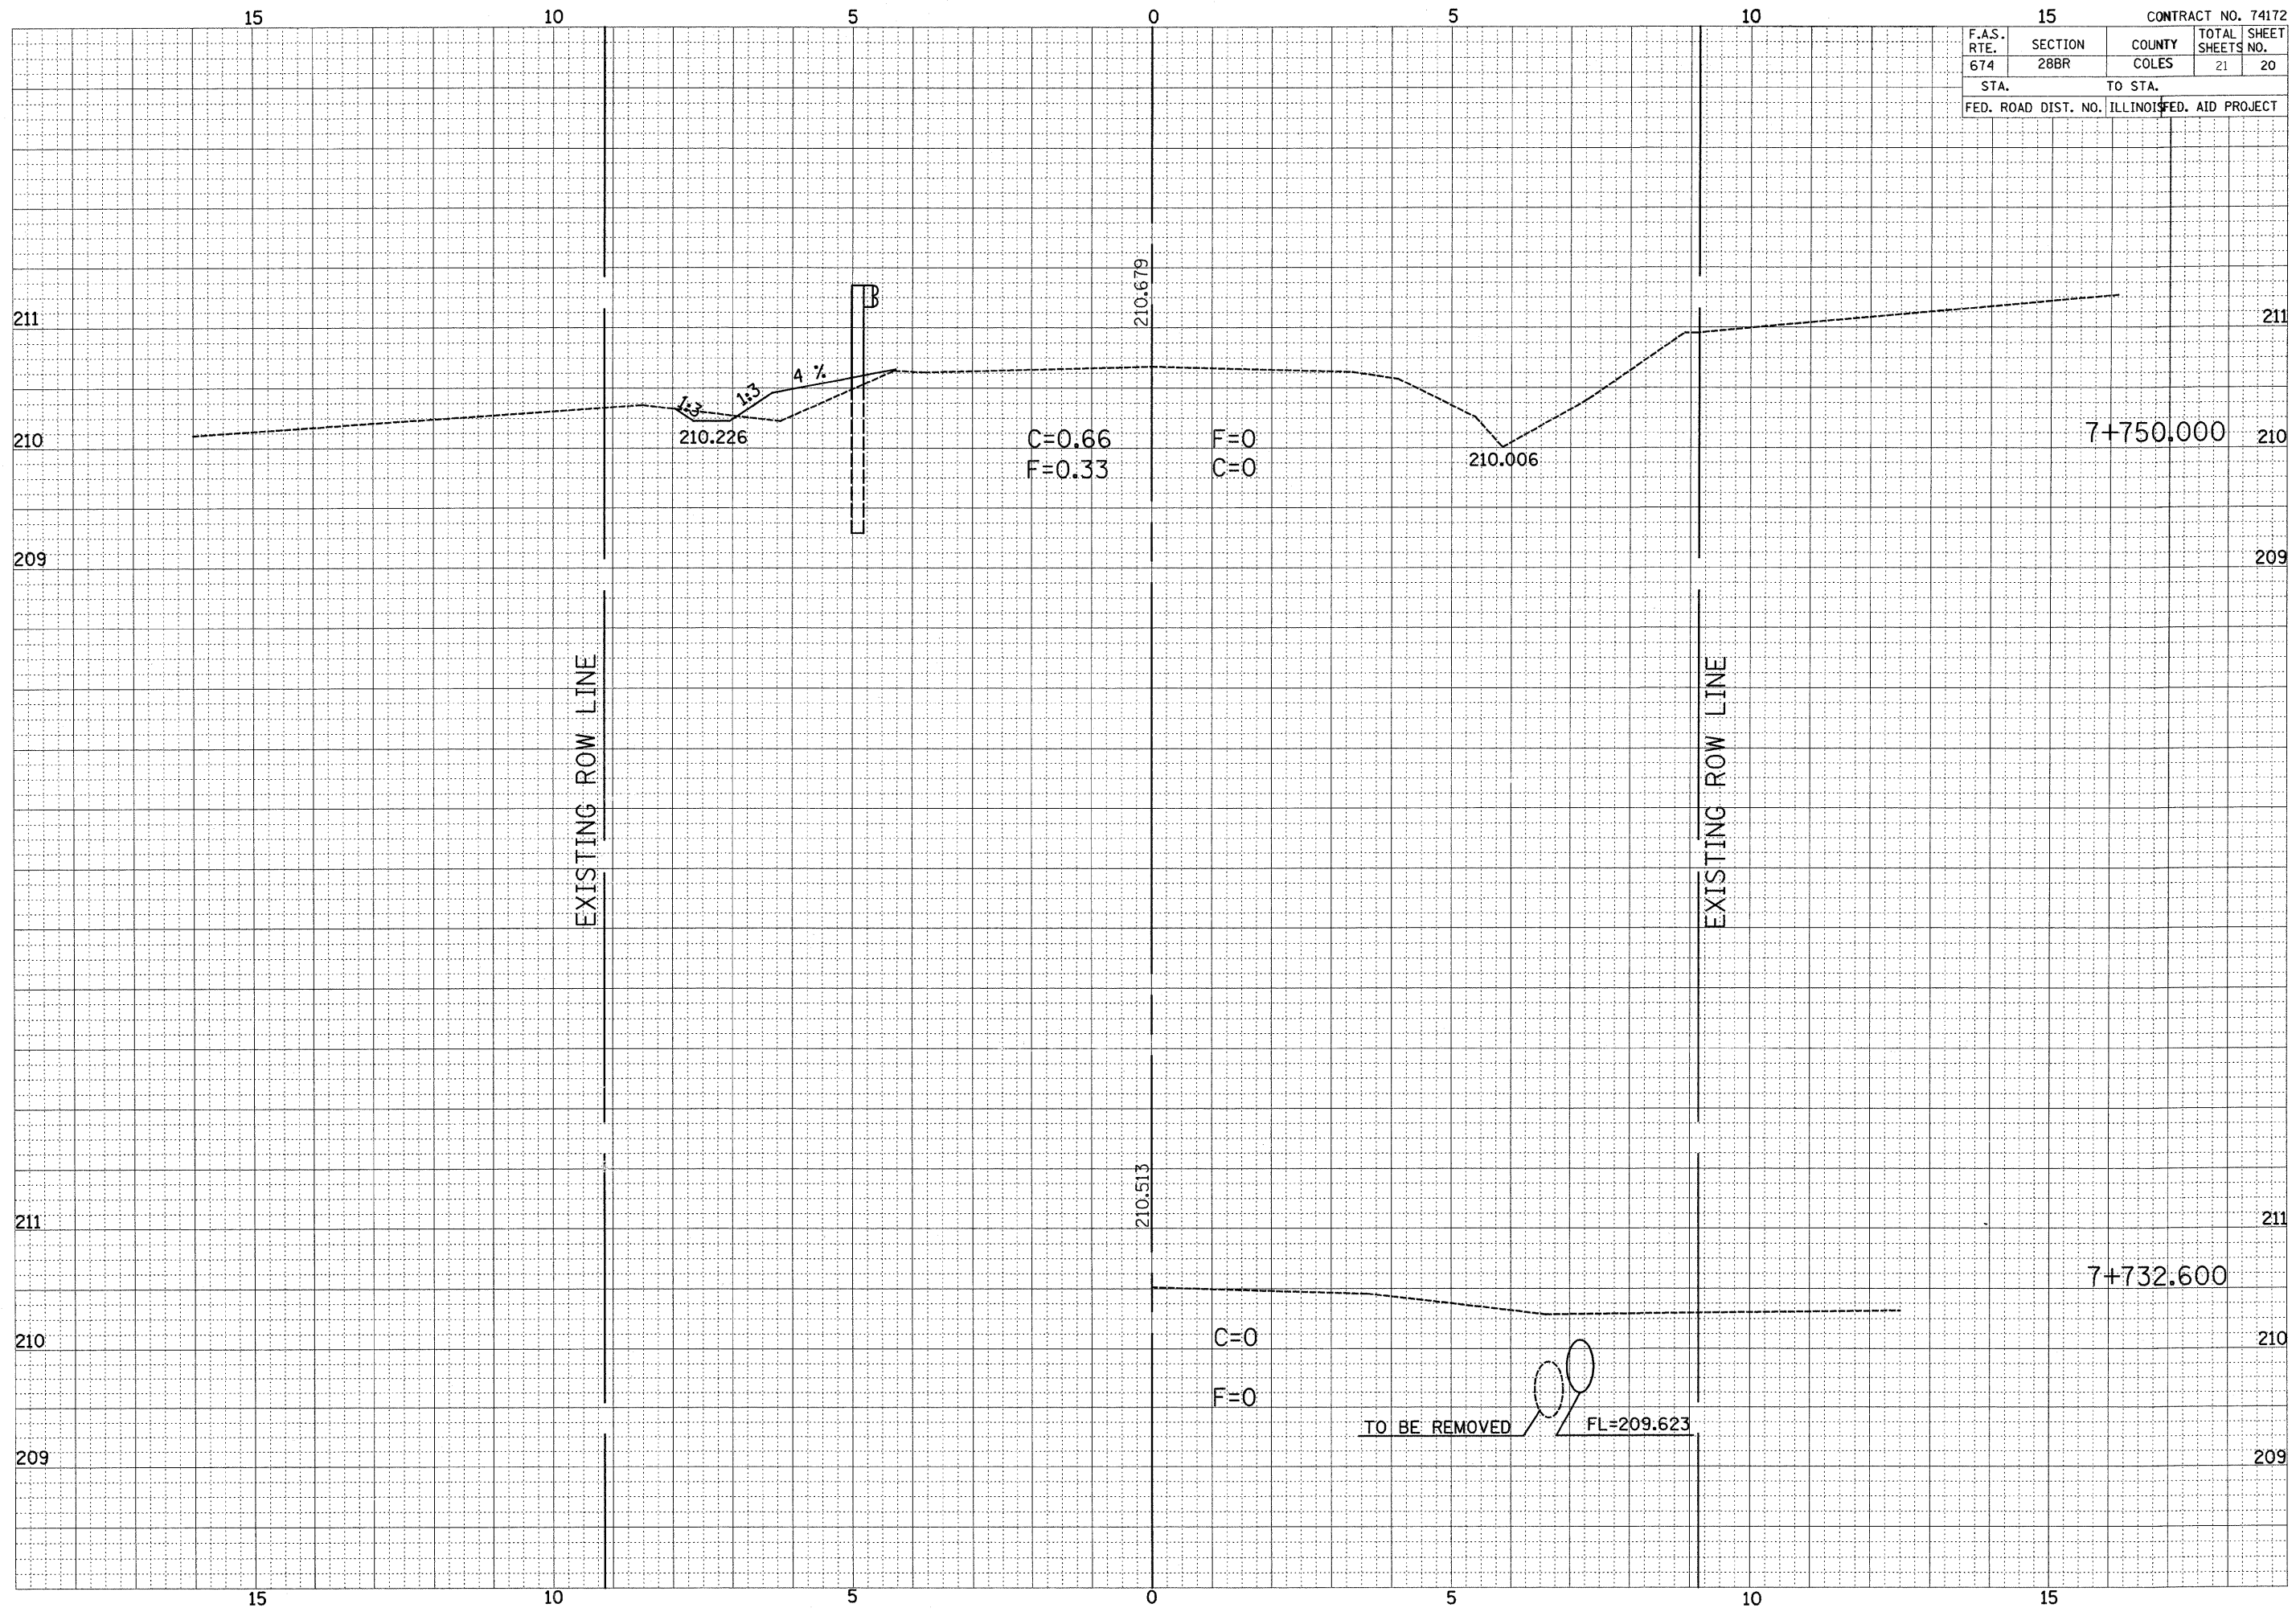 15 10 5 0 5 10 15
CONTRACT NO. 74172
F.A.S. RTE. SECTION COUNTY TOTAL SHEETS SHEET NO.
674 28BR COLES 21 20
STA. TO STA.
FED. ROAD DIST. NO. ILLINOIS FED. AID PROJECT
210.679
211 211
4 %
1:3
1:3
210.226
210 210
C=0.66 F=0
F=0.33 C=0
7+750.000
210.006
209 209
EXISTING ROW LINE
EXISTING ROW LINE
210.513
211 211
7+732.600
210 210
C=0
F=0
TO BE REMOVED
FL=209.623
209 209
15 10 5 0 5 10 15